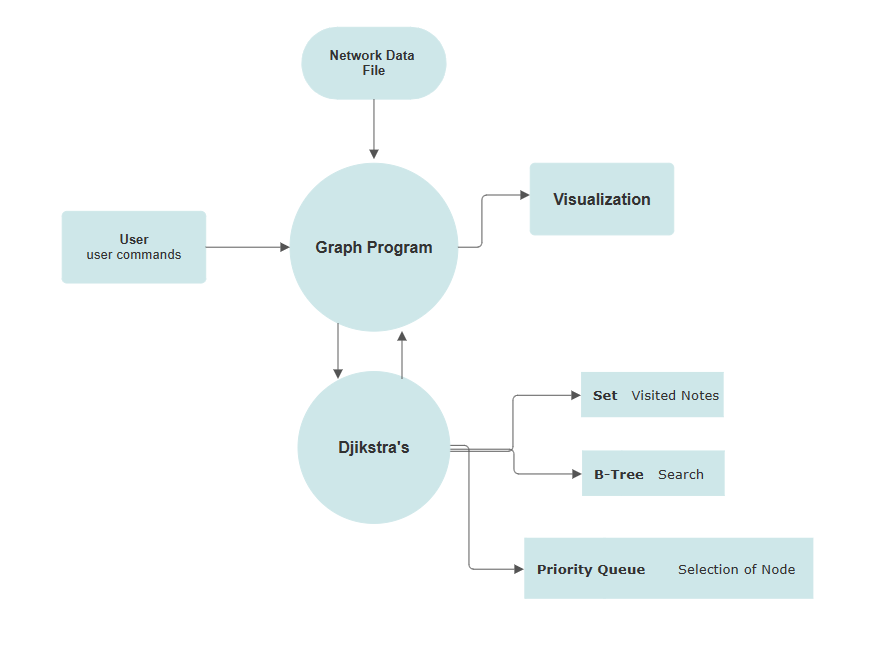 Network Data
File
Visualization
User
user commands
Graph Program
Djikstra's
Set Visited Notes
B-Tree Search
Priority Queue Selection of Node